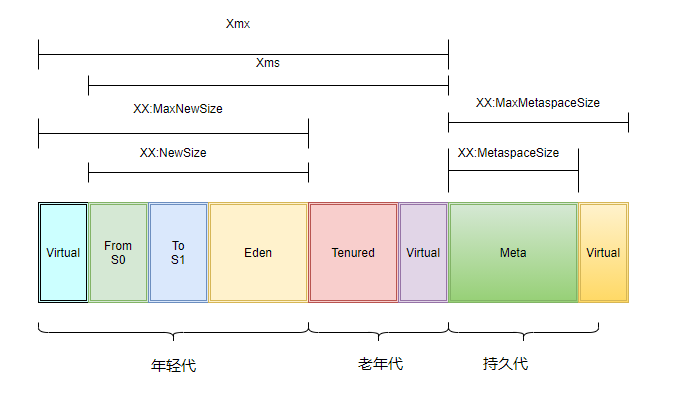 Xmx
Xms
XX:MaxNewSize
XX:MaxMetaspaceSize
XX:NewSize
XX:MetaspaceSize
Virtual
From
S0
To
S1
Eden
Tenured
Virtual
Meta
Virtual
年轻代
老年代
持久代